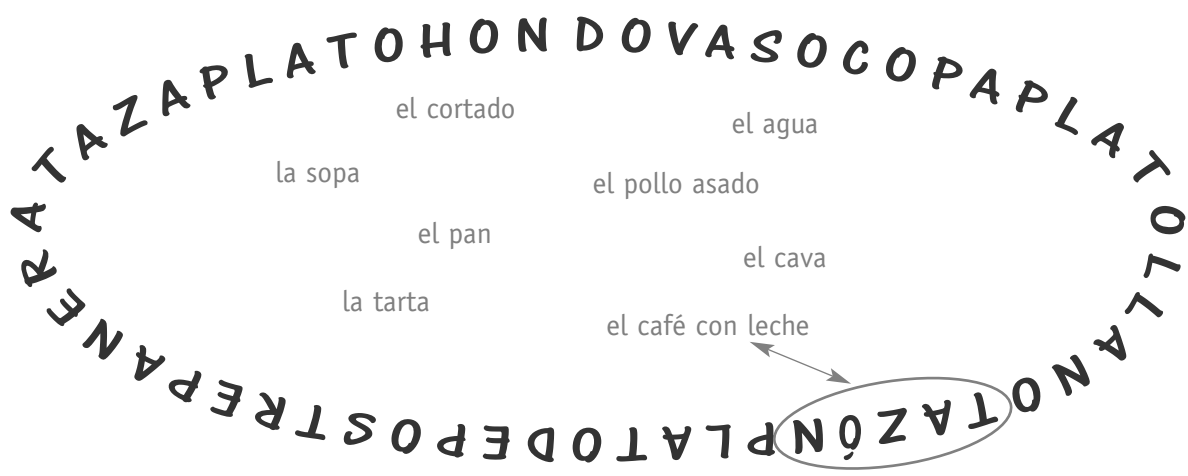 TAZAPLATOHONDOVASOCOPAPLATOLLANOTAZÓNPLATODEPOSTREPANERA
el cortado
el agua
la sopa
el pollo asado
el pan
el cava
la tarta
el café con leche